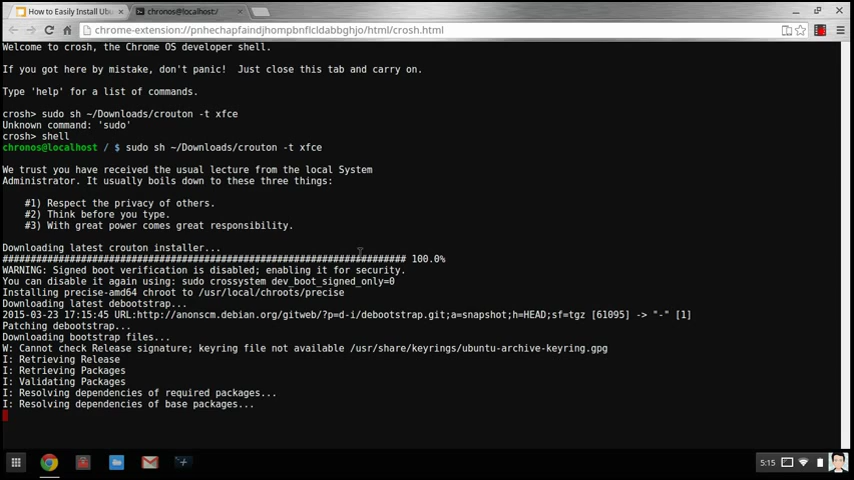 How to Easily Install Ubu
chronos@localhost:/
chrome-extension://pnhechapfaindjhompbnflcldabbghjo/html/crosh.html
Welcome to crosh, the Chrome OS developer shell.
If you got here by mistake, don't panic!  Just close this tab and carry on.
Type 'help' for a list of commands.
crosh> sudo sh ~/Downloads/crouton -t xfce
Unknown command: 'sudo'
crosh> shell
chronos@localhost / $ sudo sh ~/Downloads/crouton -t xfce
We trust you have received the usual lecture from the local System
Administrator. It usually boils down to these three things:
#1) Respect the privacy of others.
#2) Think before you type.
#3) With great power comes great responsibility.
Downloading latest crouton installer...
######################################################################## 100.0%
WARNING: Signed boot verification is disabled; enabling it for security.
You can disable it again using: sudo crossystem dev_boot_signed_only=0
Installing precise-amd64 chroot to /usr/local/chroots/precise
Downloading latest debootstrap...
2015-03-23 17:15:45 URL:http://anonscm.debian.org/gitweb/?p=d-i/debootstrap.git;a=snapshot;h=HEAD;sf=tgz [61095] -> "-" [1]
Patching debootstrap...
Downloading bootstrap files...
W: Cannot check Release signature; keyring file not available /usr/share/keyrings/ubuntu-archive-keyring.gpg
I: Retrieving Release
I: Retrieving Packages
I: Validating Packages
I: Resolving dependencies of required packages...
I: Resolving dependencies of base packages...
5:15